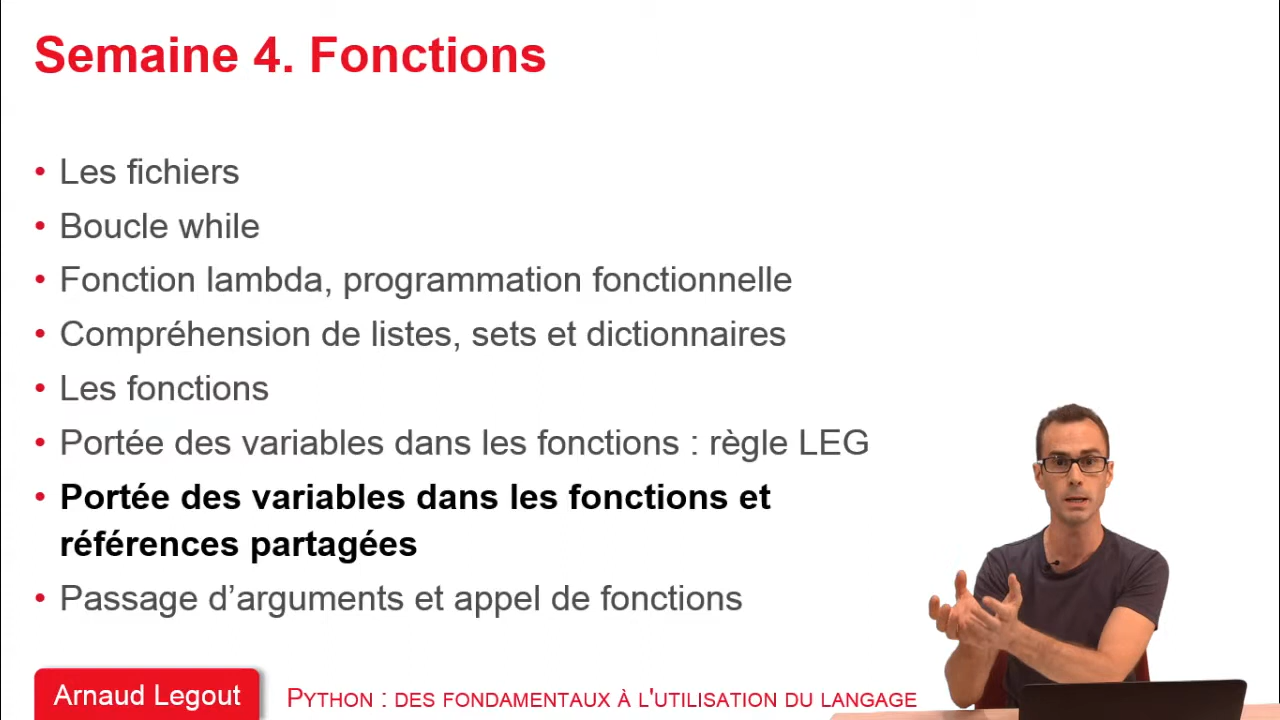 Semaine 4. Fonctions
• Les fichiers
• Boucle while
• Fonction lambda, programmation fonctionnelle
• Compréhension de listes, sets et dictionnaires
• Les fonctions
• Portée des variables dans les fonctions : règle LEG
• Portée des variables dans les fonctions et
références partagées
• Passage d’arguments et appel de fonctions
Arnaud Legout
PYTHON : DES FONDAMENTAUX À L'UTILISATION DU LANGAGE